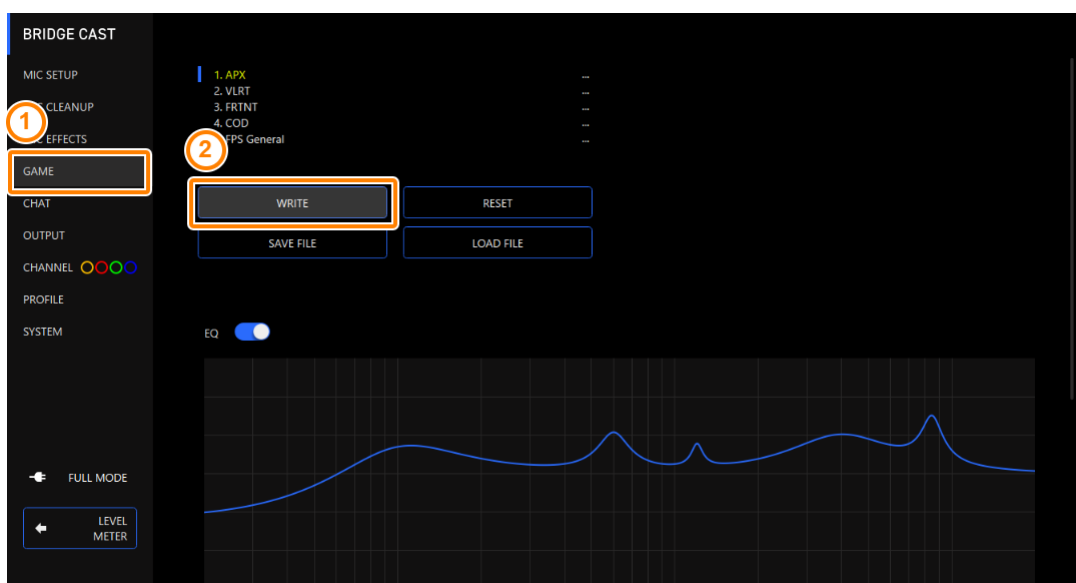 BRIDGE CAST
MIC SETUP
CLEANUP
1
EFFECTS
GAME
CHAT
OUTPUT
CHANNEL
PROFILE
SYSTEM
FULL MODE
LEVEL
METER
1. APX ---
2. VLRT ---
3. FRTNT ---
4. COD ---
FPS General ---
2
WRITE RESET
SAVE FILE LOAD FILE
EQ